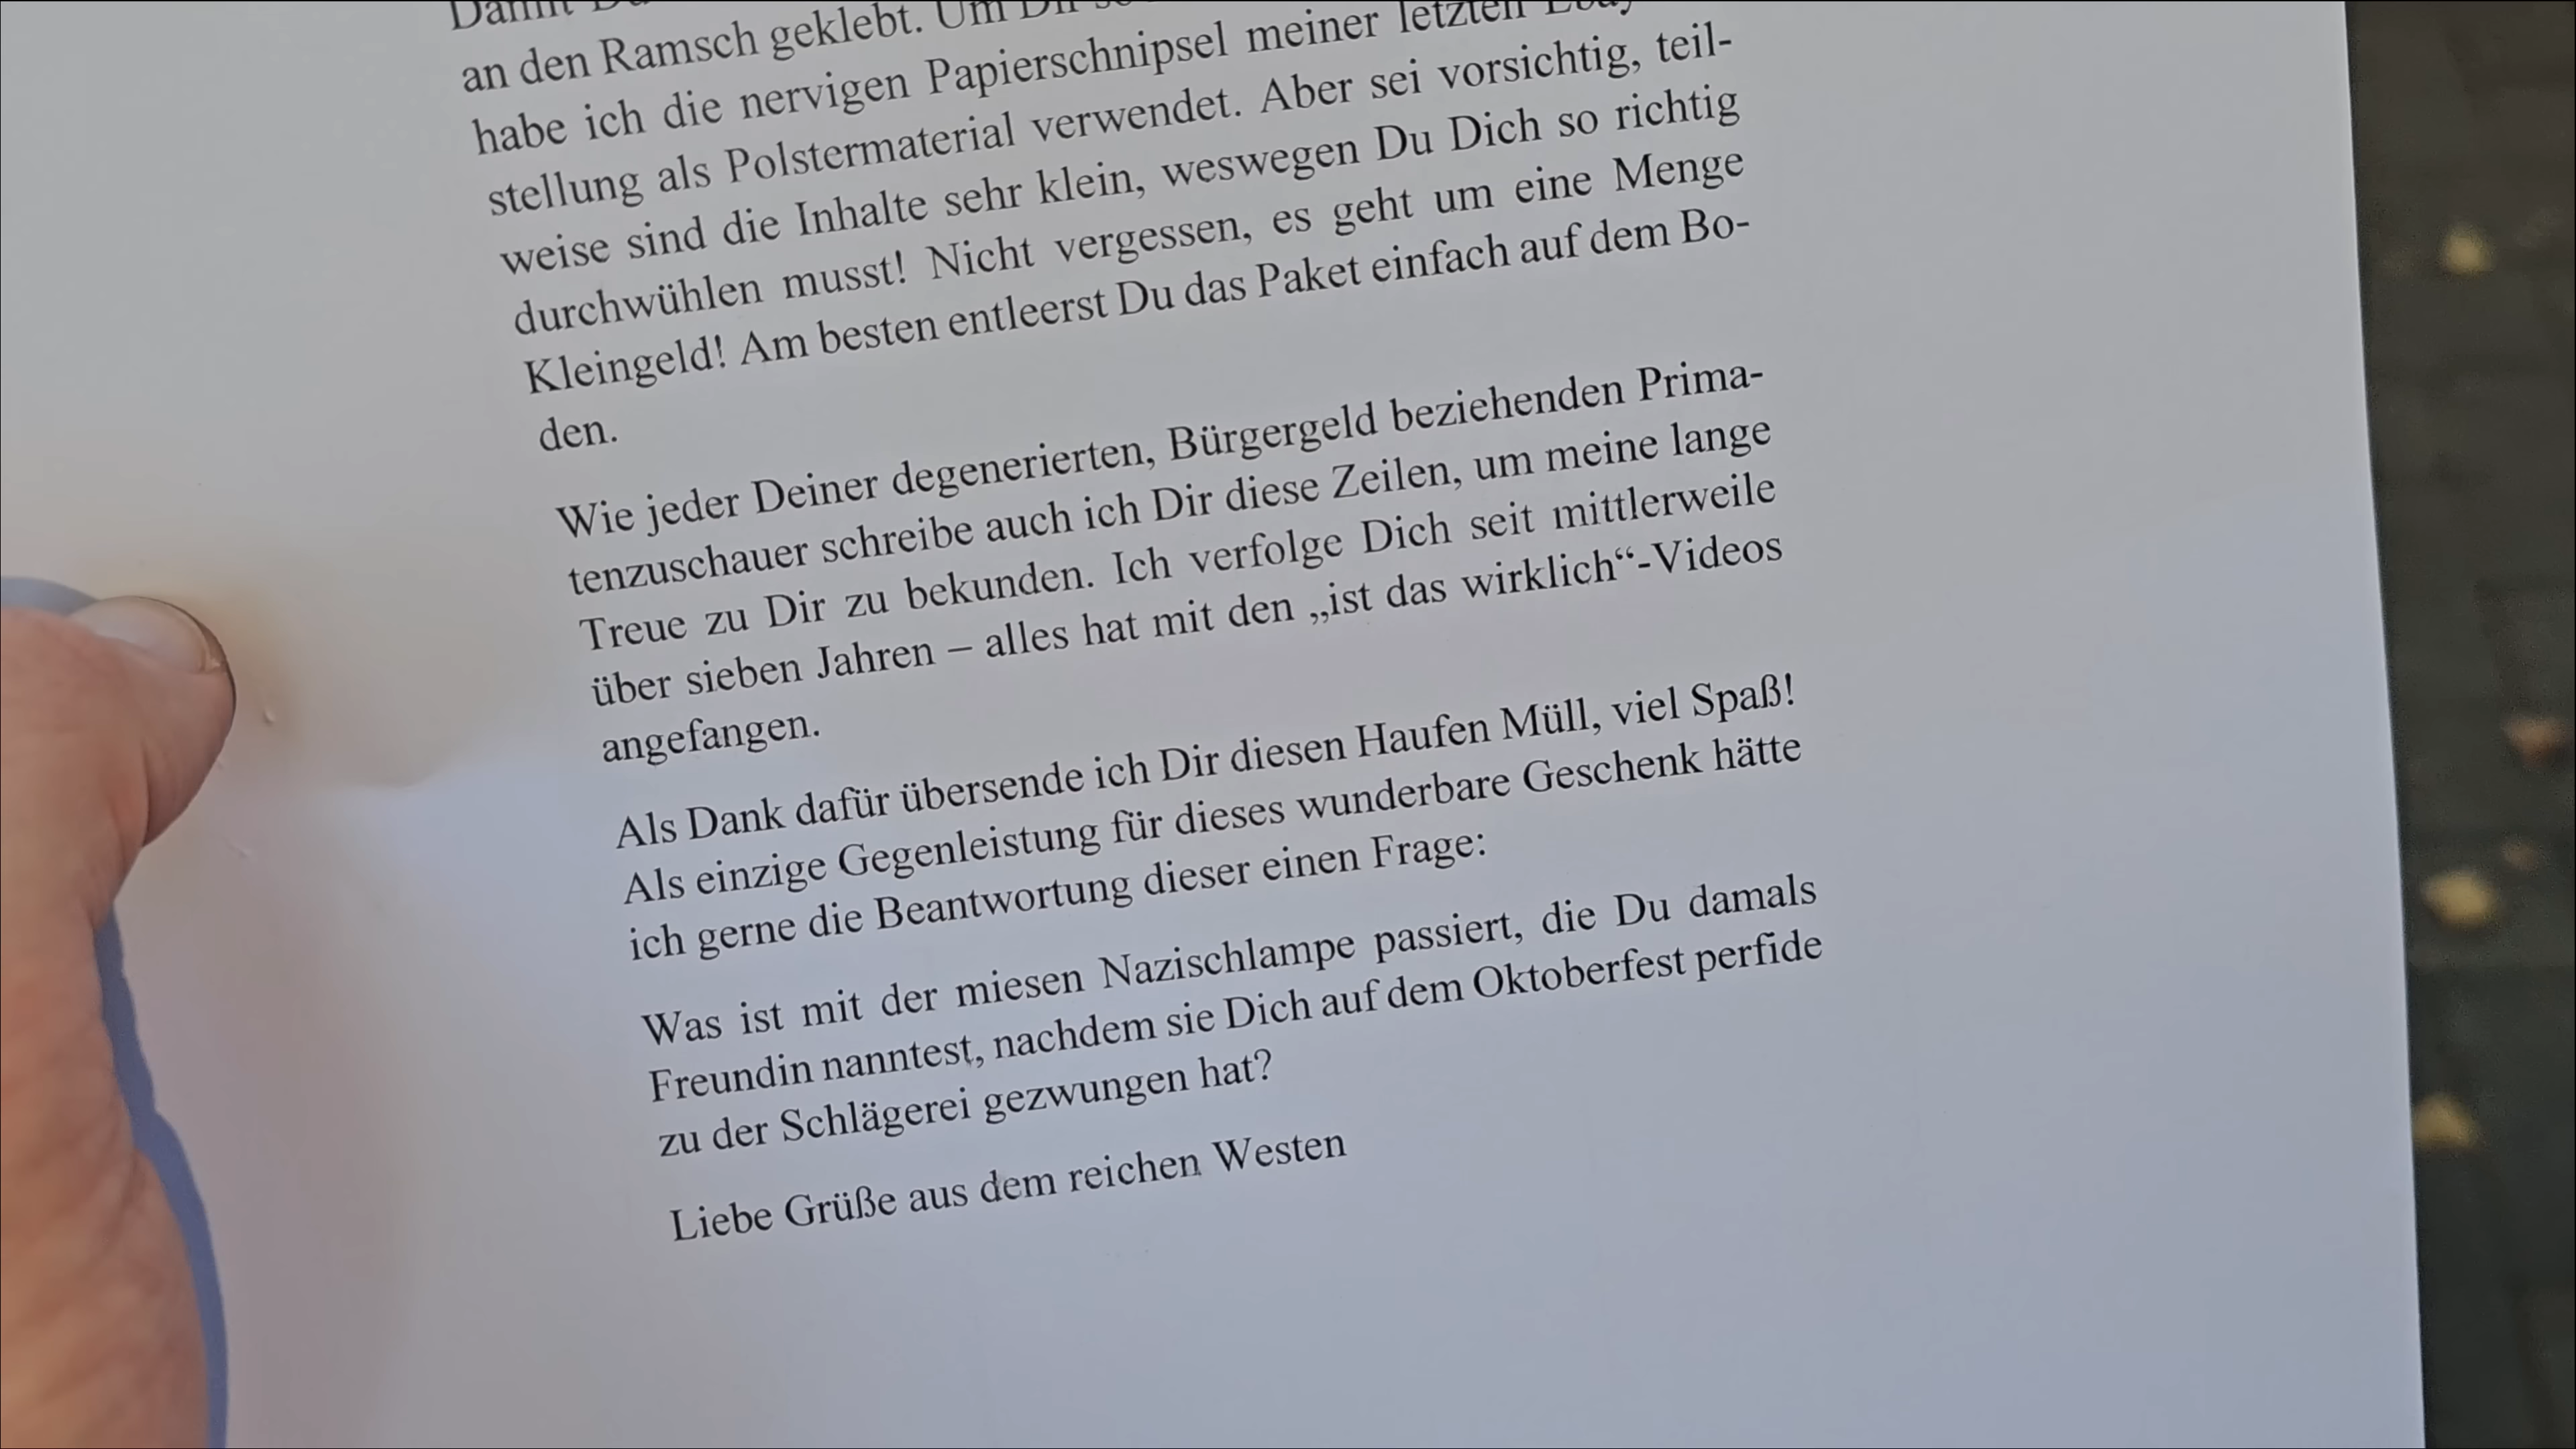 an den Ramsch geklebt. Um Dir
habe ich die nervigen Papierschnipsel meiner letzten
stellung als Polstermaterial verwendet. Aber sei vorsichtig, teil-
weise sind die Inhalte sehr klein, weswegen Du Dich so richtig
durchwühlen musst! Nicht vergessen, es geht um eine Menge
Kleingeld! Am besten entleerst Du das Paket einfach auf dem Bo-
den.
Wie jeder Deiner degenerierten, Bürgergeld beziehenden Prima-
tenzuschauer schreibe auch ich Dir diese Zeilen, um meine lange
Treue zu Dir zu bekunden. Ich verfolge Dich seit mittlerweile
über sieben Jahren – alles hat mit den „ist das wirklich“-Videos
angefangen.
Als Dank dafür übersende ich Dir diesen Haufen Müll, viel Spaß!
Als einzige Gegenleistung für dieses wunderbare Geschenk hätte
ich gerne die Beantwortung dieser einen Frage:
Was ist mit der miesen Nazischlampe passiert, die Du damals
Freundin nanntest, nachdem sie Dich auf dem Oktoberfest perfide
zu der Schlägerei gezwungen hat?
Liebe Grüße aus dem reichen Westen